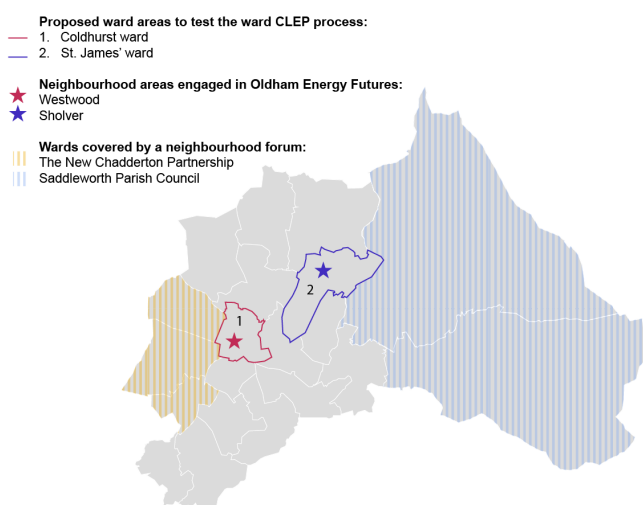 Proposed ward areas to test the ward CLEP process:
1. Coldhurst ward
2. St. James’ ward
Neighbourhood areas engaged in Oldham Energy Futures:
Westwood
Sholver
Wards covered by a neighbourhood forum:
The New Chadderton Partnership
Saddleworth Parish Council
2
1